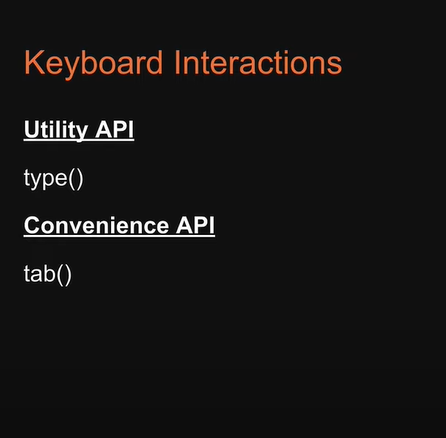 Keyboard Interactions
Utility API
type()
Convenience API
tab()